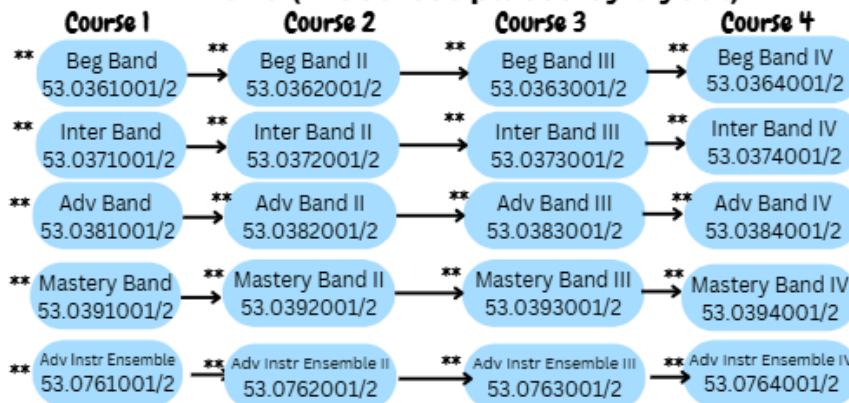 Course 1 Course 2 Course 3 Course 4
** Beg Band ** Beg Band II ** Beg Band III ** Beg Band IV
53.0361001/2 53.0362001/2 53.0363001/2 53.0364001/2
** Inter Band ** Inter Band II ** Inter Band III ** Inter Band IV
53.0371001/2 53.0372001/2 53.0373001/2 53.0374001/2
** Adv Band ** Adv Band II ** Adv Band III ** Adv Band IV
53.0381001/2 53.0382001/2 53.0383001/2 53.0384001/2
** Mastery Band ** Mastery Band II ** Mastery Band III ** Mastery Band IV
53.0391001/2 53.0392001/2 53.0393001/2 53.0394001/2
** Adv Instr Ensemble ** Adv Instr Ensemble II ** Adv Instr Ensemble III ** Adv Instr Ensemble IV
53.0761001/2 53.0762001/2 53.0763001/2 53.0764001/2